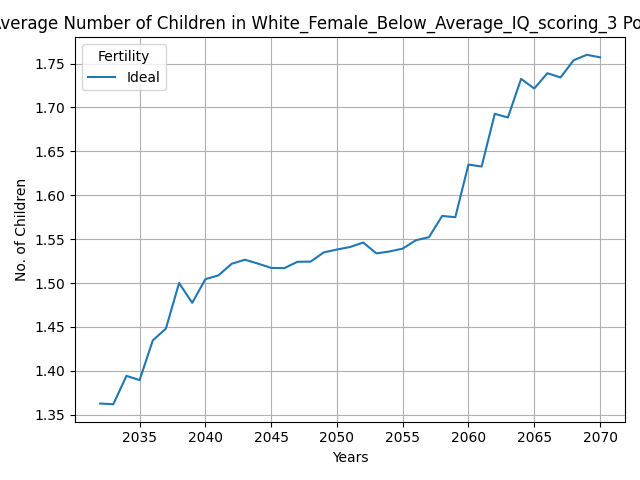 Average Number of Children in White_Female_Below_Average_IQ_scoring_3 Po
Fertility
Ideal
1.75
1.70
1.65
1.60
1.55
1.50
1.45
1.40
1.35
No. of Children
2035 2040 2045 2050 2055 2060 2065 2070
Years